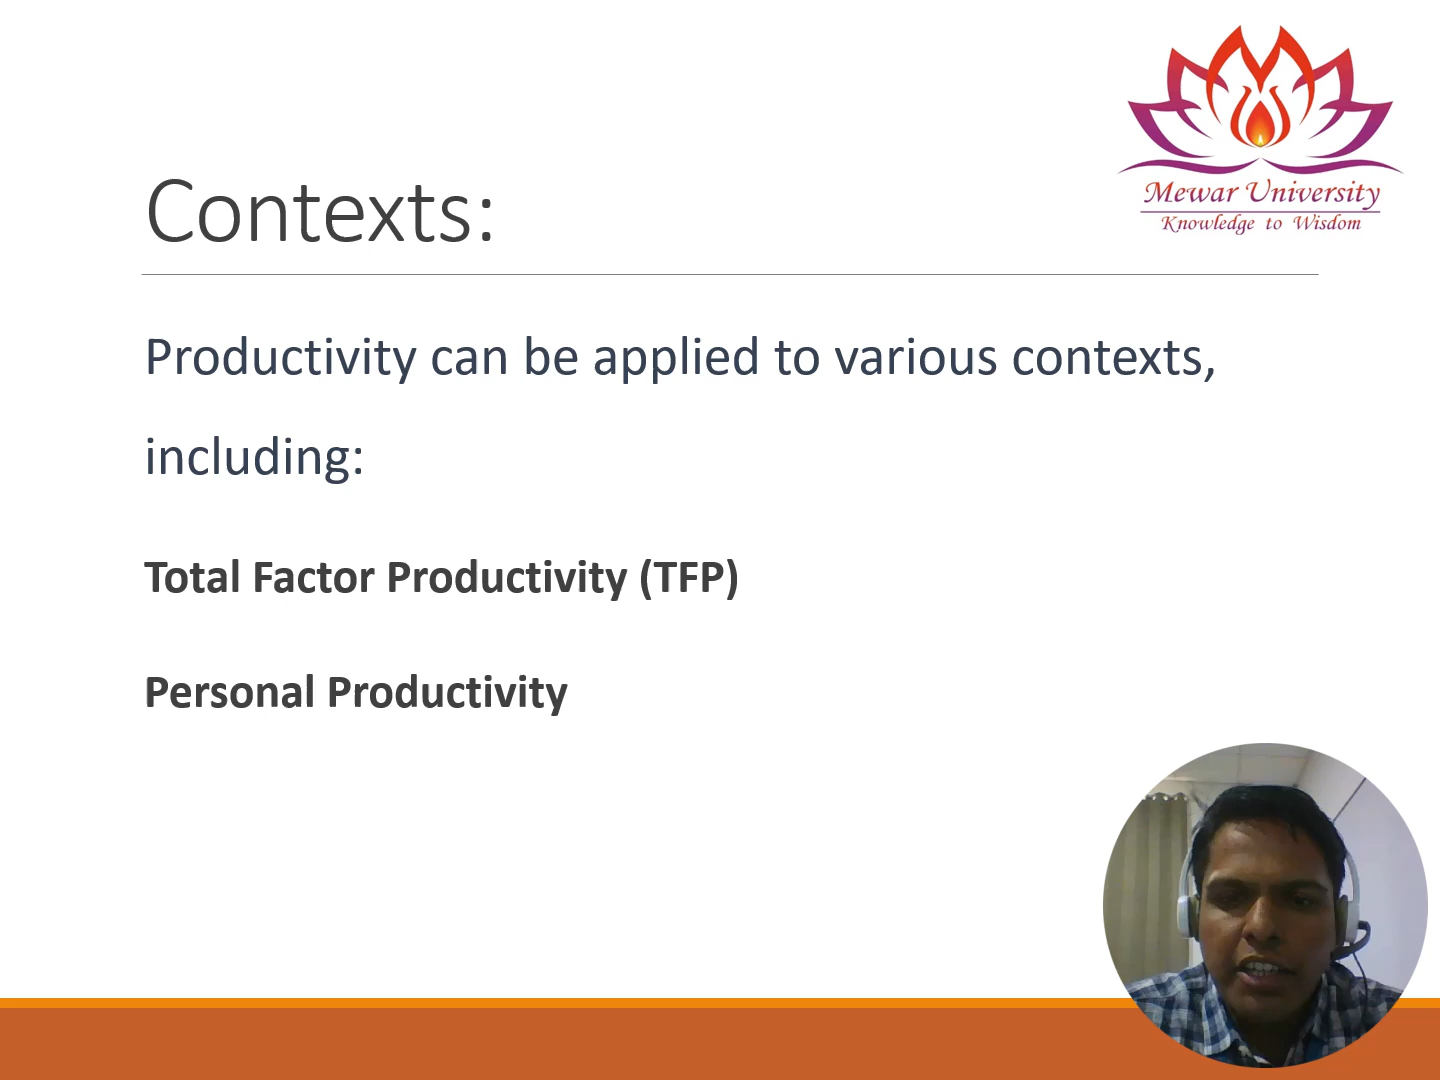 Mewar University
Knowledge to Wisdom
Contexts:
Productivity can be applied to various contexts,
including:
Total Factor Productivity (TFP)
Personal Productivity